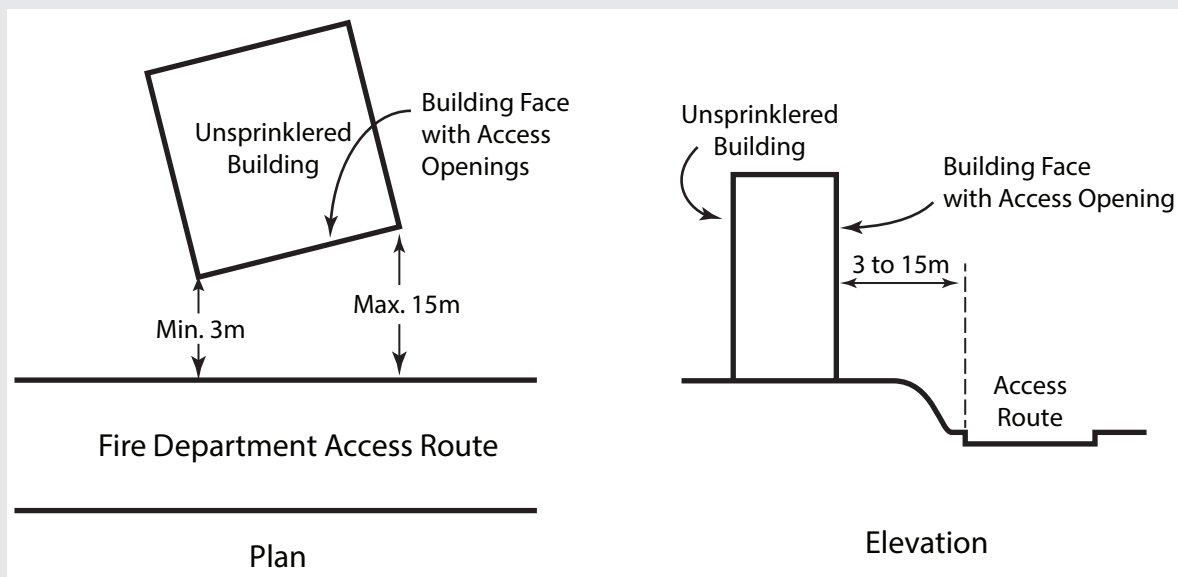 Unsprinklered
Building
Building Face
with Access
Openings
Min. 3m
Max. 15m
Fire Department Access Route
Plan
Unsprinklered
Building
Building Face
with Access Opening
3 to 15m
Access
Route
Elevation